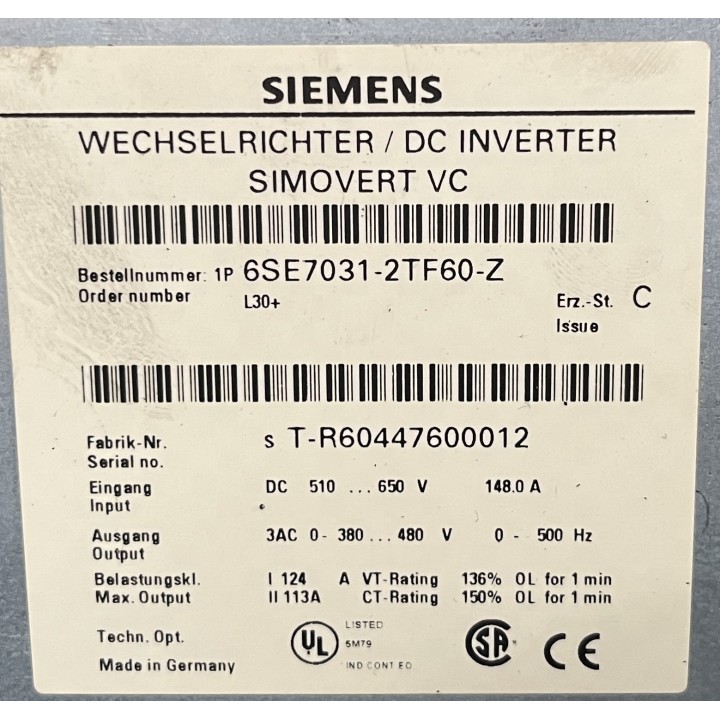 SIEMENS
WECHSELRICHTER / DC INVERTER
SIMOVERT VC
Bestellnummer: 1P 6SE7031-2TF60-Z
Order number L30+ Erz.-St. C
Issue
Fabrik-Nr. S T-R60447600012
Serial no.
Eingang DC 510 ... 650 V 148.0 A
Input
Ausgang 3AC 0- 380 ... 480 V 0 - 500 Hz
Output
Belastungskl. I 124 A VT-Rating 136% OL for 1 min
Max. Output II 113A CT-Rating 150% OL for 1 min
Techn. Opt. UL LISTED SA CE
5M79
Made in Germany IND CONT EQ